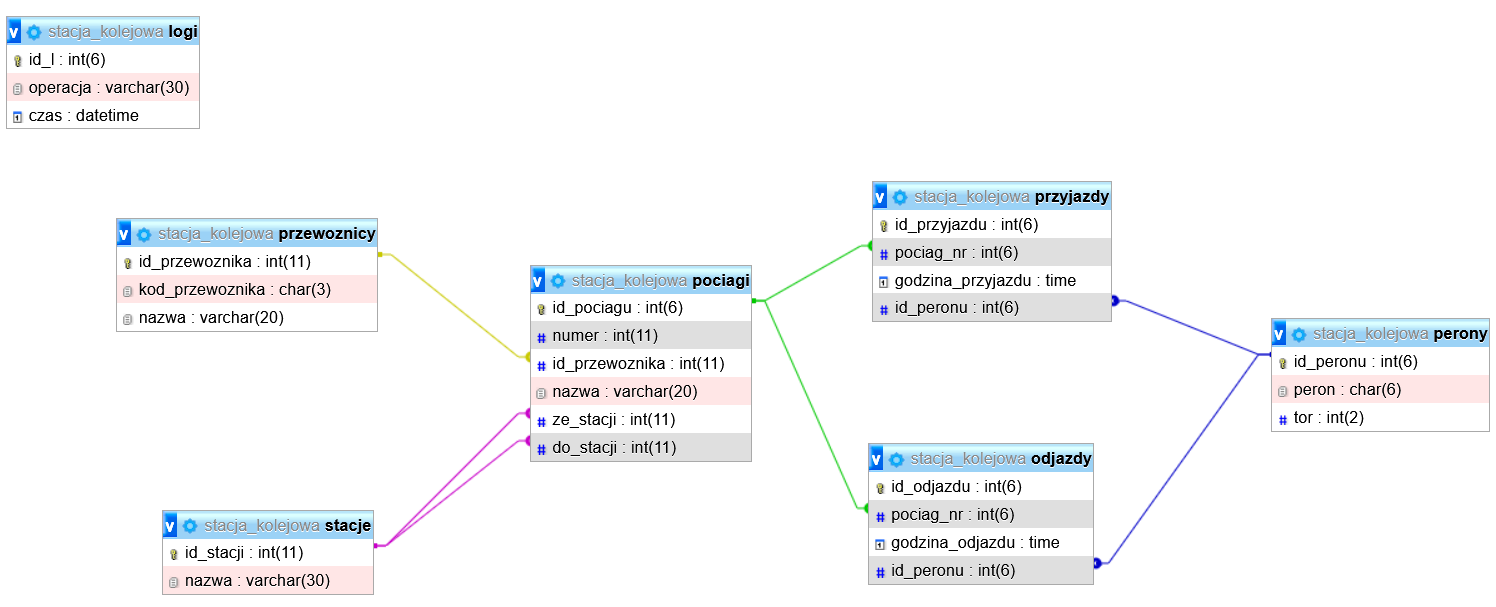 v stacja_kolejowa logi
id_l : int(6)
operacja : varchar(30)
czas : datetime
v stacja_kolejowa przewoznicy
id_przewoznika : int(11)
kod_przewoznika : char(3)
nazwa : varchar(20)
v stacja_kolejowa stacje
id_stacji : int(11)
nazwa : varchar(30)
v stacja_kolejowa pociagi
id_pociagu : int(6)
# numer : int(11)
# id_przewoznika : int(11)
nazwa : varchar(20)
# ze_stacji : int(11)
# do_stacji : int(11)
v stacja_kolejowa przyjazdy
id_przyjazdu : int(6)
# pociag_nr : int(6)
godzina_przyjazdu : time
# id_peronu : int(6)
v stacja_kolejowa odjazdy
id_odjazdu : int(6)
# pociag_nr : int(6)
godzina_odjazdu : time
# id_peronu : int(6)
v stacja_kolejowa perony
id_peronu : int(6)
peron : char(6)
# tor : int(2)